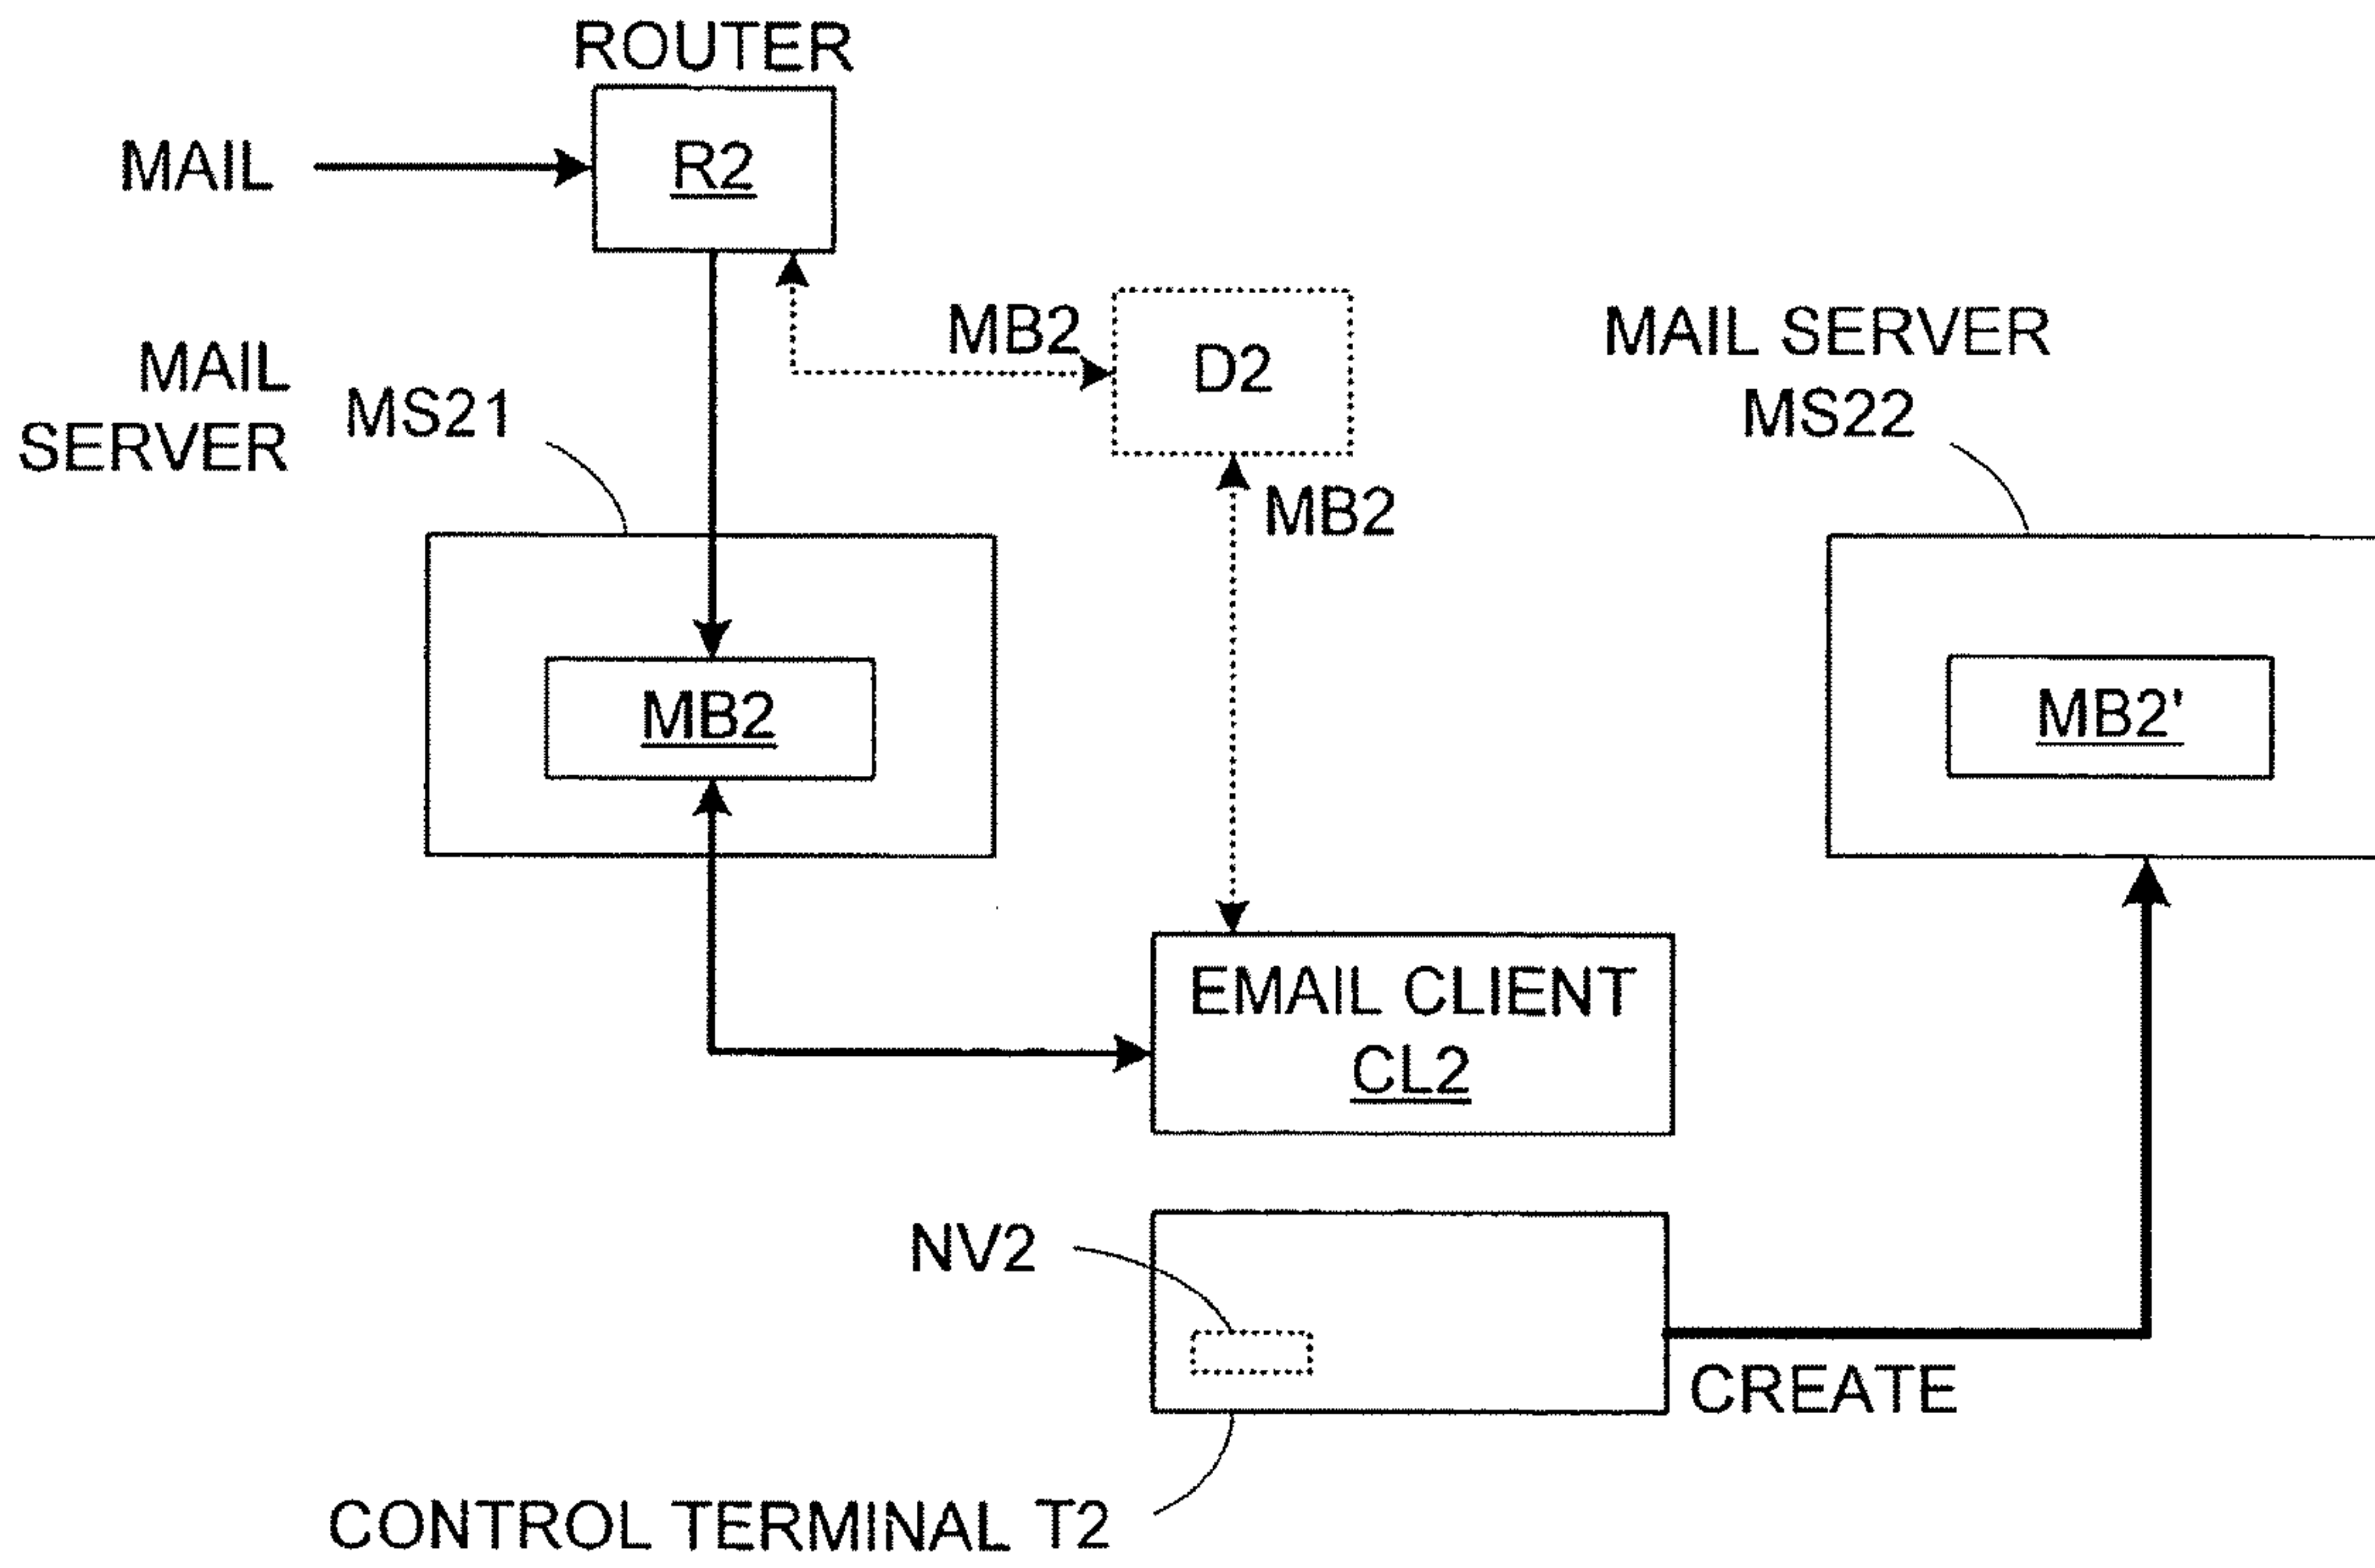 ROUTER
MAIL
R2
MB2
D2
MAIL SERVER
MS22
MAIL
SERVER
MS21
MB2
MB2
MB2'
EMAIL CLIENT
CL2
NV2
CREATE
CONTROL TERMINAL T2